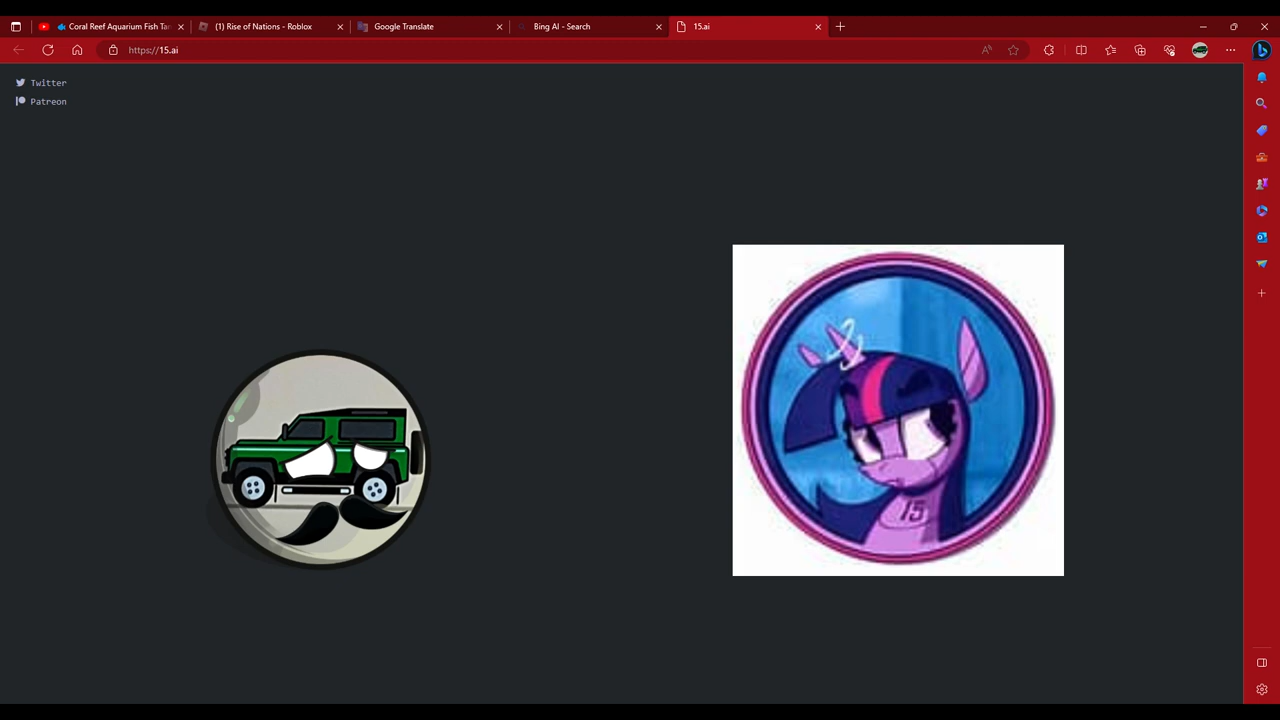 Coral Reef Aquarium Fish Tan
(1) Rise of Nations - Roblox
Google Translate
Bing AI - Search
15.ai
https://15.ai
Twitter
Patreon
15